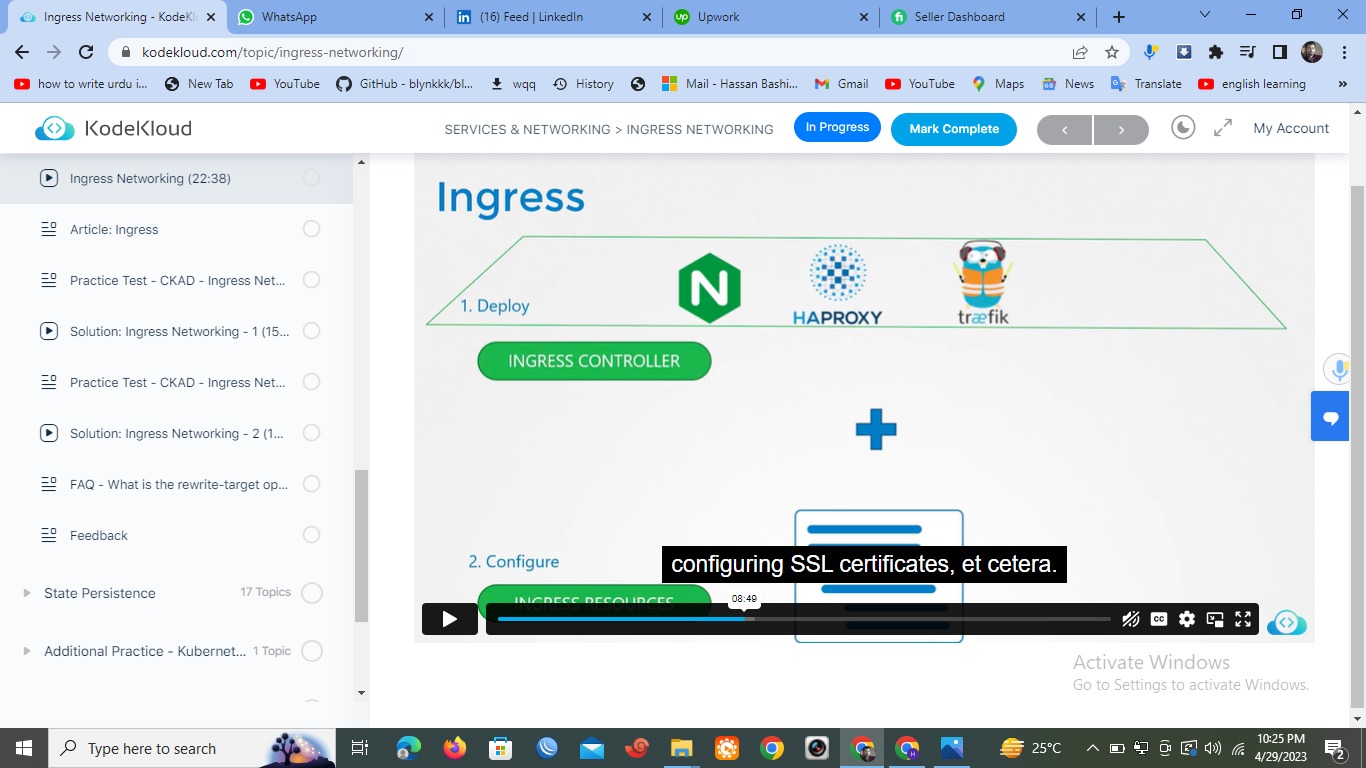 Ingress Networking - KodeKl
WhatsApp
(16) Feed | LinkedIn
Upwork
Seller Dashboard
kodekloud.com/topic/ingress-networking/
how to write urdu i...
New Tab
YouTube
GitHub - blynkkk/bl...
wqq
History
Mail - Hassan Bashi...
Gmail
YouTube
Maps
News
Translate
english learning
KodeKloud
SERVICES & NETWORKING > INGRESS NETWORKING
In Progress
Mark Complete
My Account
Ingress Networking (22:38)
Article: Ingress
Practice Test - CKAD - Ingress Net...
Solution: Ingress Networking - 1 (15...
Practice Test - CKAD - Ingress Net...
Solution: Ingress Networking - 2 (1...
FAQ - What is the rewrite-target op...
Feedback
State Persistence
17 Topics
Additional Practice - Kubernet...
1 Topic
Ingress
1. Deploy
N
HAPROXY
træfik
INGRESS CONTROLLER
2. Configure
configuring SSL certificates, et cetera.
INGRESS RESOURCES
08:49
CC
Activate Windows
Go to Settings to activate Windows.
Type here to search
25°C
10:25 PM
4/29/2023
2